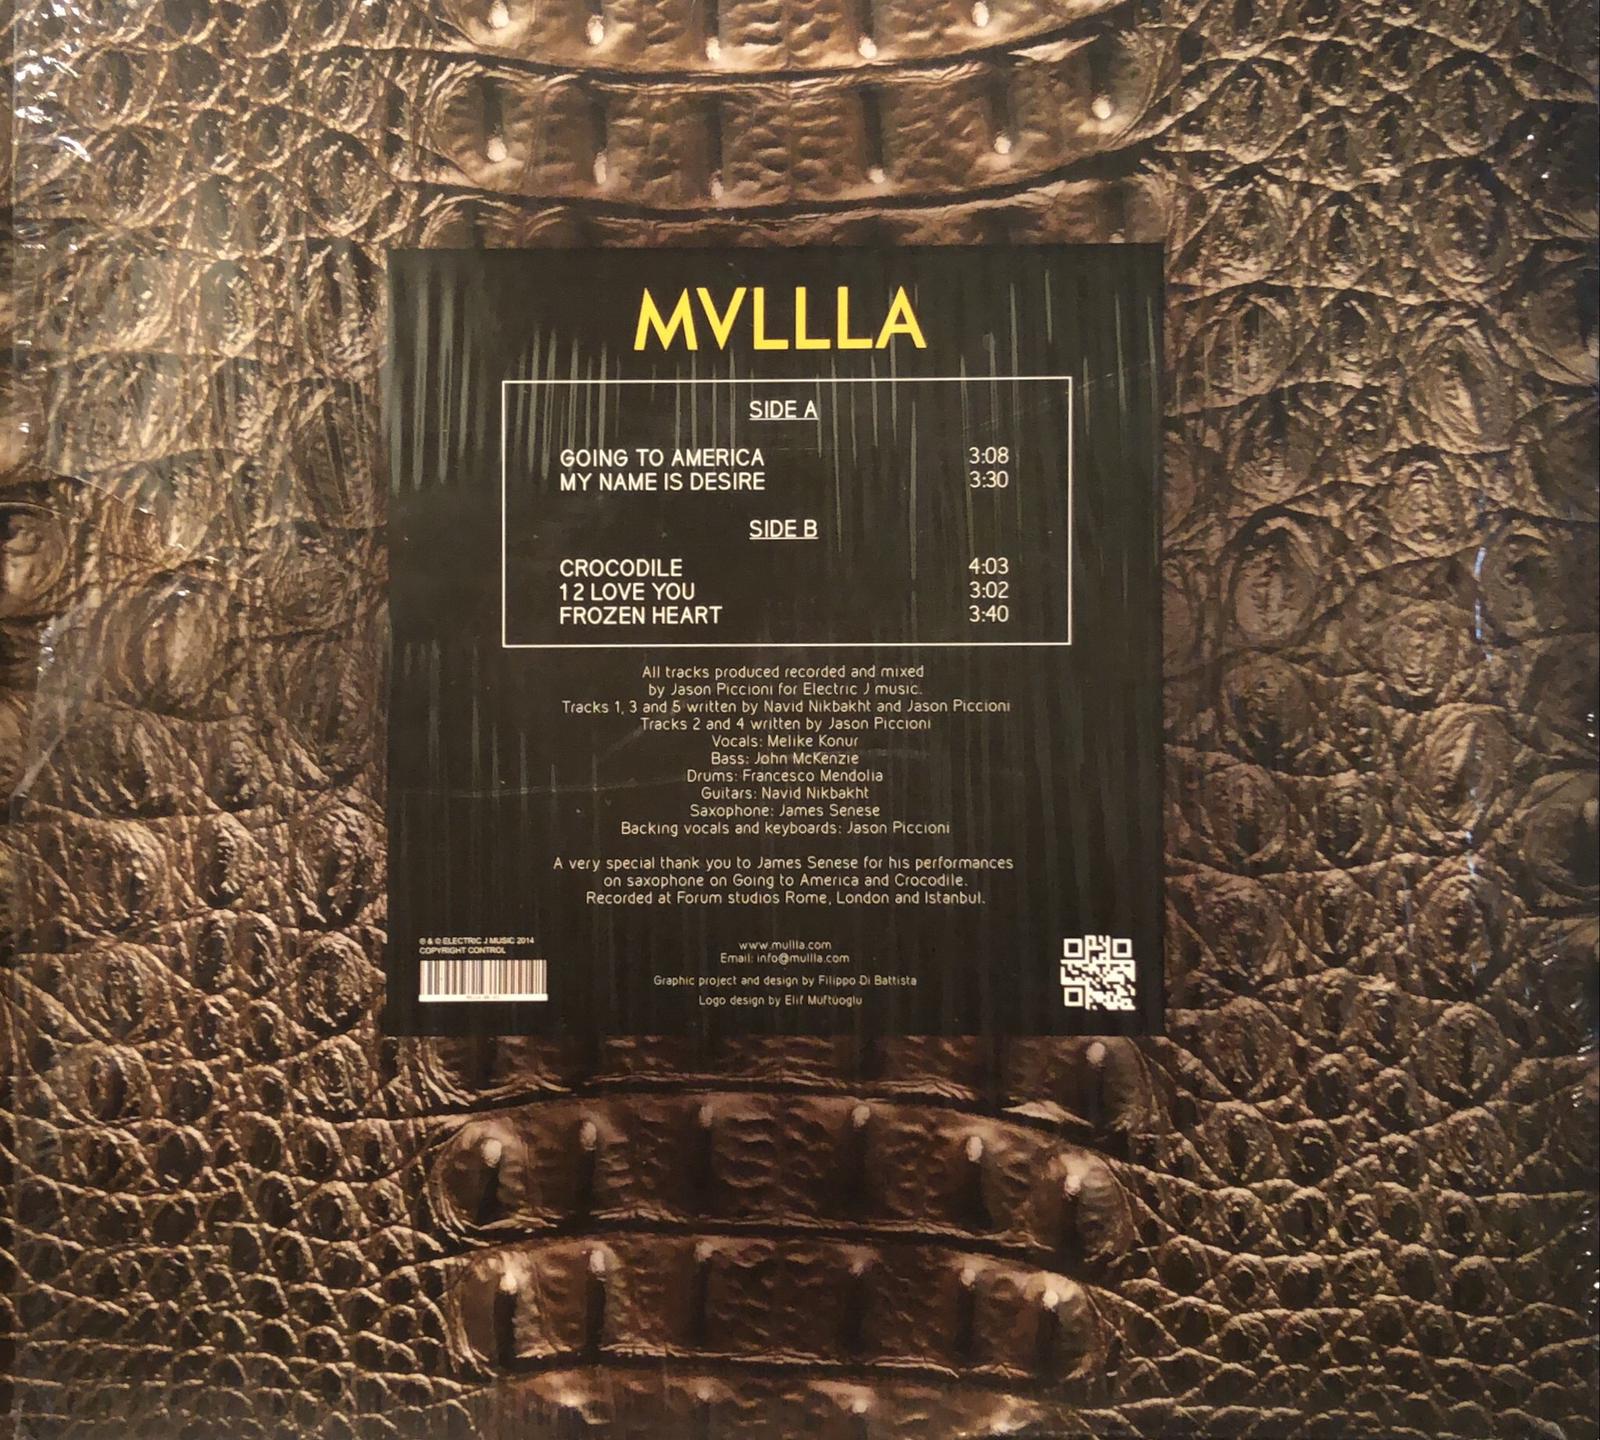 MVLLLA
SIDE A
GOING TO AMERICA 3:08
MY NAME IS DESIRE 3:30
SIDE B
CROCODILE 4:03
1 2 LOVE YOU 3:02
FROZEN HEART 3:40
All tracks produced recorded and mixed
by Jason Piccioni for Electric J music.
Tracks 1, 3 and 5 written by Navid Nikbakht and Jason Piccioni
Tracks 2 and 4 written by Jason Piccioni
Vocals: Melike Konur
Bass: John McKenzie
Drums: Francesco Mendolia
Guitars: Navid Nikbakht
Saxophone: James Senese
Backing vocals and keyboards: Jason Piccioni
A very special thank you to James Senese for his performances
on saxophone on Going to America and Crocodile.
Recorded at Forum studios Rome, London and Istanbul.
℗ & © ELECTRIC J MUSIC 2014
COPYRIGHT CONTROL
www.mullla.com
Email: info@mullla.com
Graphic project and design by Filippo Di Battista
Logo design by Elif Müftüoglu